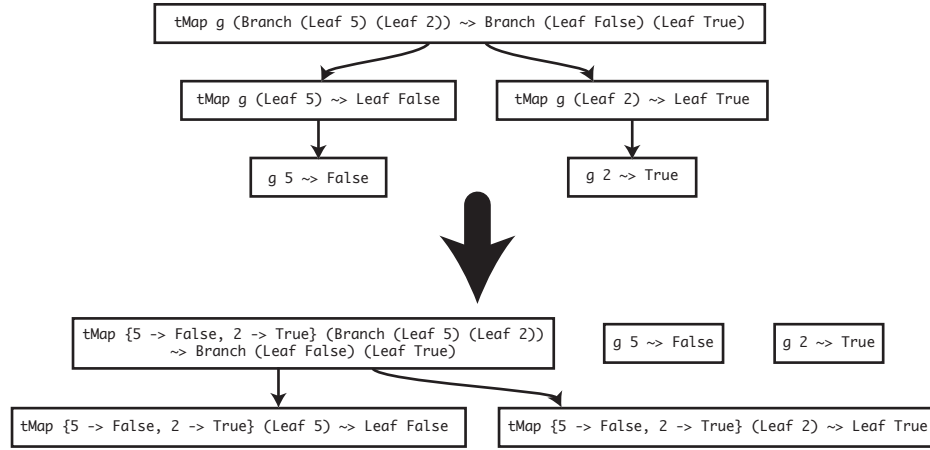 tMap g (Branch (Leaf 5) (Leaf 2)) ~> Branch (Leaf False) (Leaf True)
tMap g (Leaf 5) ~> Leaf False
tMap g (Leaf 2) ~> Leaf True
g 5 ~> False
g 2 ~> True
tMap {5 -> False, 2 -> True} (Branch (Leaf 5) (Leaf 2))
~> Branch (Leaf False) (Leaf True)
g 5 ~> False
g 2 ~> True
tMap {5 -> False, 2 -> True} (Leaf 5) ~> Leaf False
tMap {5 -> False, 2 -> True} (Leaf 2) ~> Leaf True